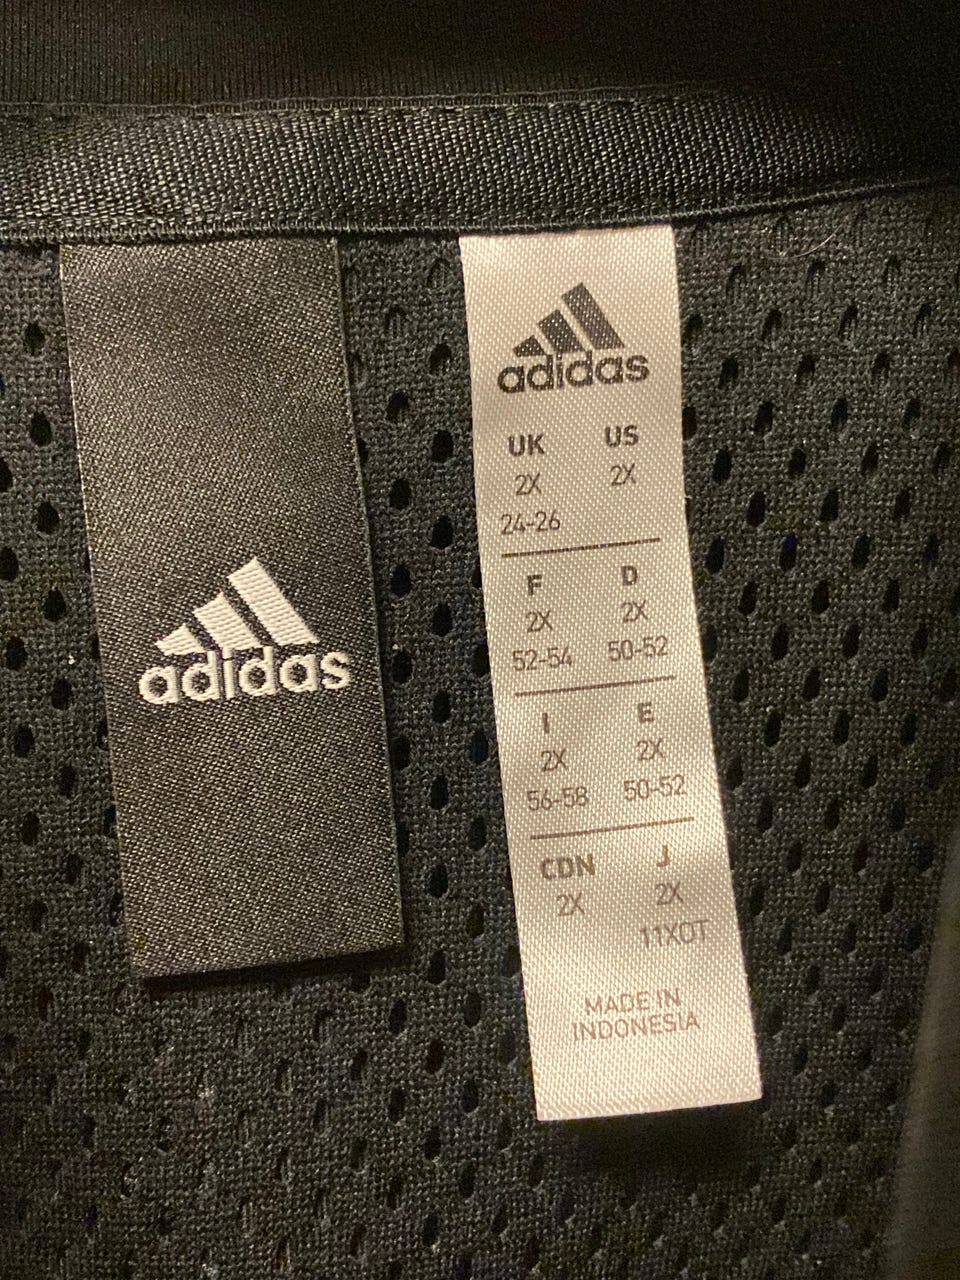 adidas
adidas
UK US
2X 2X
24-26
F D
2X 2X
52-54 50-52
I E
2X 2X
56-58 50-52
CDN J
2X 2X
11XOT
MADE IN
INDONESIA